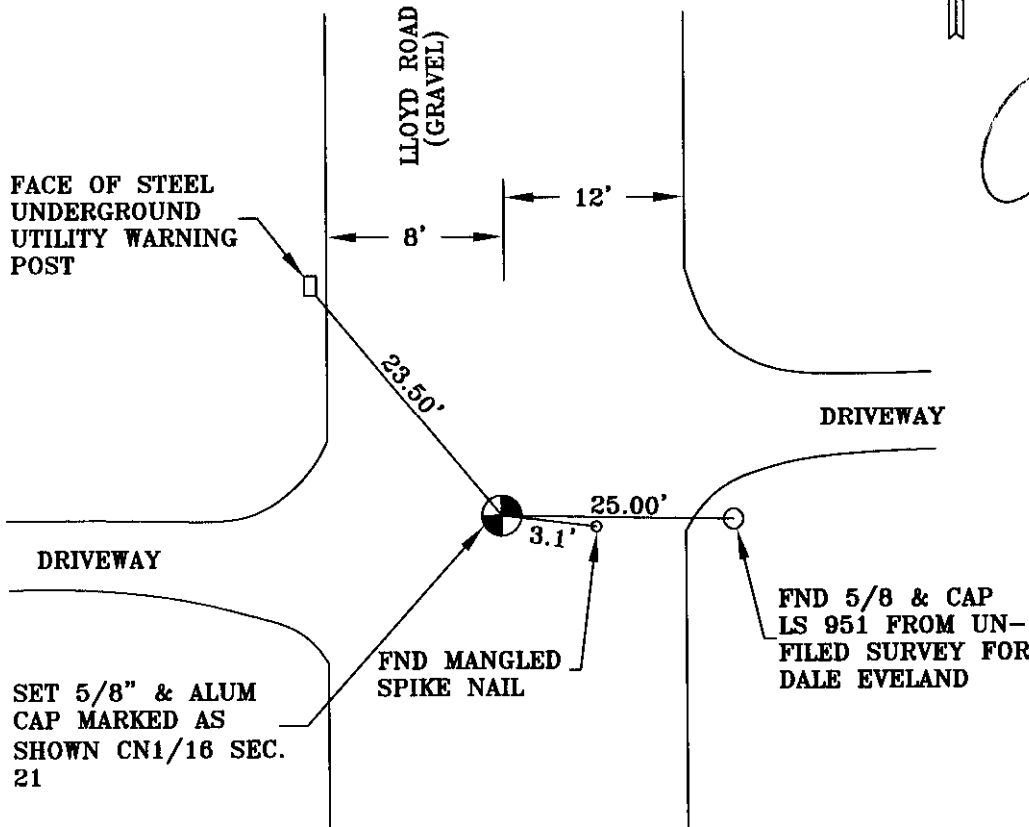 LLOYD ROAD
(GRAVEL)
FACE OF STEEL
UNDERGROUND
UTILITY WARNING
POST
8'
12'
23.50'
DRIVEWAY
25.00'
3.1'
DRIVEWAY
FND MANGLED
SPIKE NAIL
FND 5/8 & CAP
LS 951 FROM UN-
FILED SURVEY FOR
DALE EVELAND
SET 5/8" & ALUM
CAP MARKED AS
SHOWN CN1/16 SEC.
21